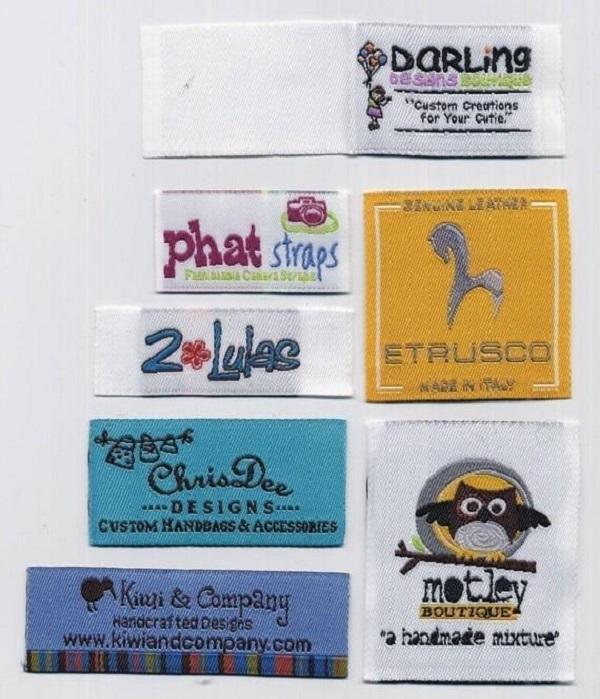 DARLing
DESIGNS BOUTIQUE
"Custom Creations
for Your Cutie."
phat straps
Fashionable Camera Straps
GENUINE LEATHER
ETRUSCO
MADE IN ITALY
2 Lulas
ChrisDee
DESIGNS
CUSTOM HANDBAGS & ACCESSORIES
motley
BOUTIQUE
"a handmade mixture"
Kiwi & Company
Handcrafted Designs
www.kiwiandcompany.com